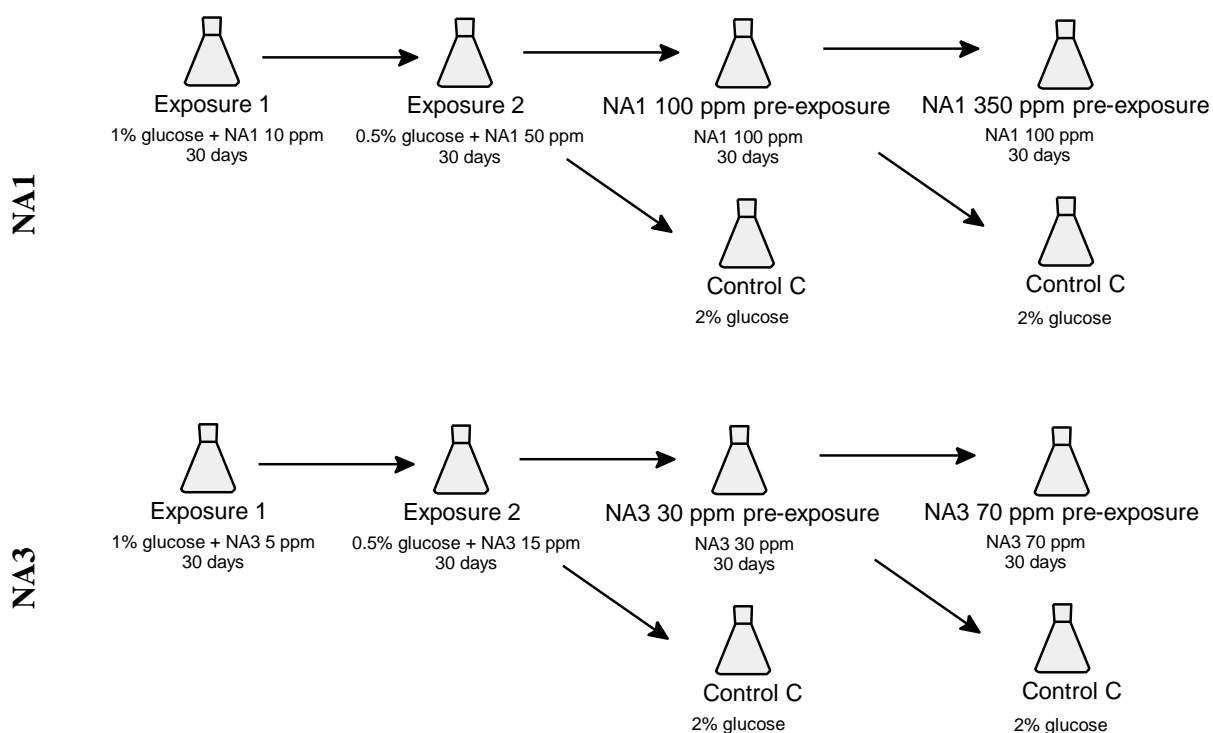 NA1
Exposure 1
1% glucose + NA1 10 ppm
30 days
Exposure 2
0.5% glucose + NA1 50 ppm
30 days
NA1 100 ppm pre-exposure
NA1 100 ppm
30 days
NA1 350 ppm pre-exposure
NA1 100 ppm
30 days
Control C
2% glucose
Control C
2% glucose
NA3
Exposure 1
1% glucose + NA3 5 ppm
30 days
Exposure 2
0.5% glucose + NA3 15 ppm
30 days
NA3 30 ppm pre-exposure
NA3 30 ppm
30 days
NA3 70 ppm pre-exposure
NA3 70 ppm
30 days
Control C
2% glucose
Control C
2% glucose